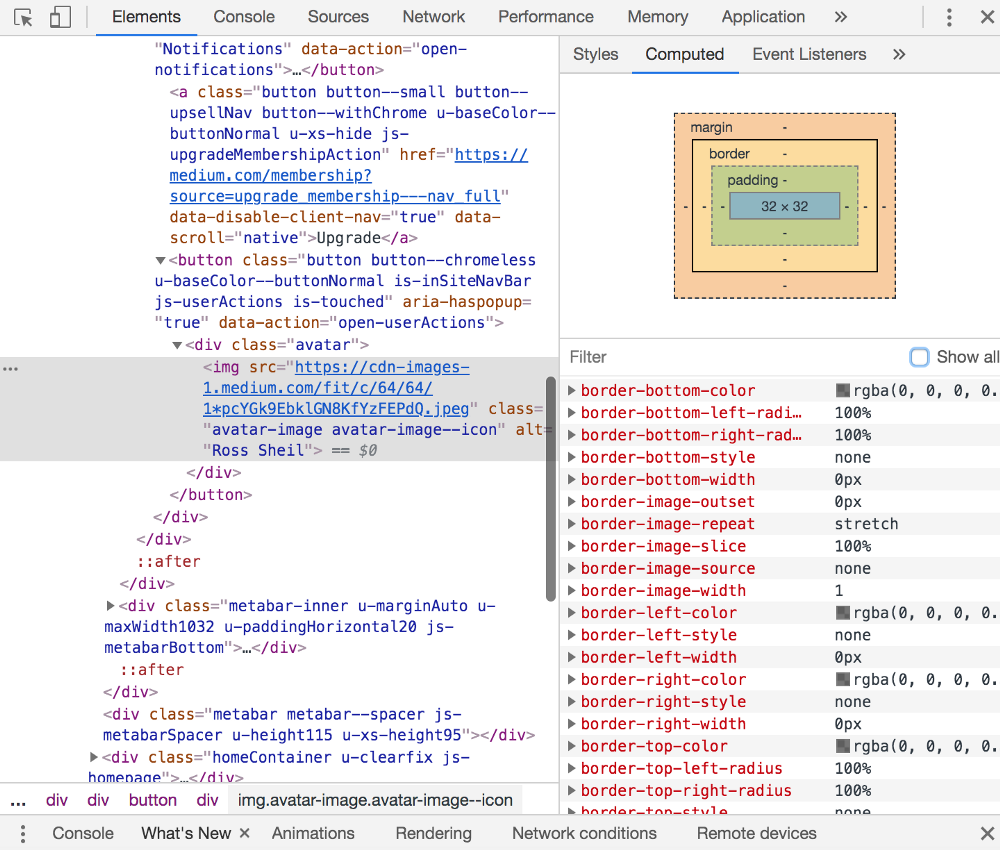 Elements Console Sources Network Performance Memory Application »
"Notifications" data-action="open-
notifications">…</button>
<a class="button button--small button--
upsellNav button--withChrome u-baseColor--
buttonNormal u-xs-hide js-
upgradeMembershipAction" href="https://
medium.com/membership?
source=upgrade_membership---nav_full"
data-disable-client-nav="true" data-
scroll="native">Upgrade</a>
▼<button class="button button--chromeless
u-baseColor--buttonNormal is-inSiteNavBar
js-userActions is-touched" aria-haspopup=
"true" data-action="open-userActions">
▼<div class="avatar">
… <img src="https://cdn-images-
1.medium.com/fit/c/64/64/
1*pcYGk9EbklGN8KfYzFEPdQ.jpeg" class=
"avatar-image avatar-image--icon" alt=
"Ross Sheil"> == $0
</div>
</button>
</div>
</div>
::after
</div>
▶<div class="metabar-inner u-marginAuto u-
maxWidth1032 u-paddingHorizontal20 js-
metabarBottom">…</div>
::after
</div>
<div class="metabar metabar--spacer js-
metabarSpacer u-height115 u-xs-height95"></div>
▶<div class="homeContainer u-clearfix js-
homepage">…</div>
... div div button div img.avatar-image.avatar-image--icon
Styles Computed Event Listeners »
margin -
border -
padding -
- - - 32 × 32 - - -
-
-
-
Filter Show all
border-bottom-color rgba(0, 0, 0, 0.
border-bottom-left-radi… 100%
border-bottom-right-rad… 100%
border-bottom-style none
border-bottom-width 0px
border-image-outset 0px
border-image-repeat stretch
border-image-slice 100%
border-image-source none
border-image-width 1
border-left-color rgba(0, 0, 0, 0.
border-left-style none
border-left-width 0px
border-right-color rgba(0, 0, 0, 0.
border-right-style none
border-right-width 0px
border-top-color rgba(0, 0, 0, 0.
border-top-left-radius 100%
border-top-right-radius 100%
border-top-style none
Console What's New × Animations Rendering Network conditions Remote devices